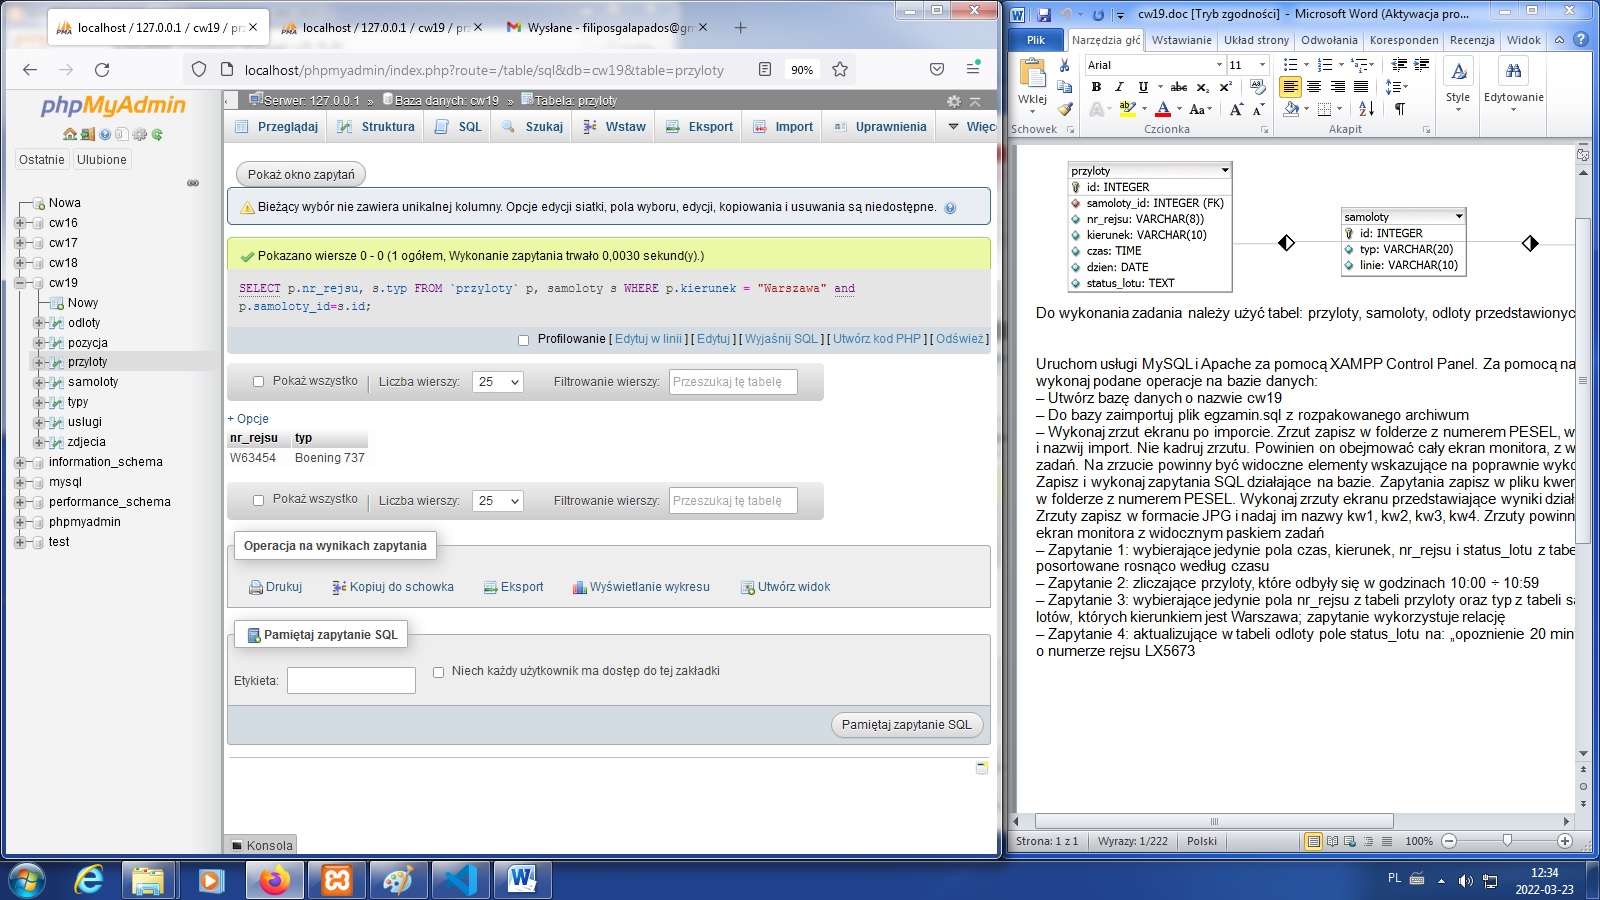 localhost / 127.0.0.1 / cw19 / prz
localhost / 127.0.0.1 / cw19 / prz
Wysłane - filiposgalapados@gm
localhost/phpmyadmin/index.php?route=/table/sql&db=cw19&table=przyloty
90%
phpMyAdmin
Ostatnie
Ulubione
Nowa
cw16
cw17
cw18
cw19
Nowy
odloty
pozycja
przyloty
samoloty
typy
uslugi
zdjecia
information_schema
mysql
performance_schema
phpmyadmin
test
Serwer: 127.0.0.1 » Baza danych: cw19 » Tabela: przyloty
Przeglądaj Struktura SQL Szukaj Wstaw Eksport Import Uprawnienia Więc
Pokaż okno zapytań
Bieżący wybór nie zawiera unikalnej kolumny. Opcje edycji siatki, pola wyboru, edycji, kopiowania i usuwania są niedostępne.
Pokazano wiersze 0 - 0 (1 ogółem, Wykonanie zapytania trwało 0,0030 sekund(y).)
SELECT p.nr_rejsu, s.typ FROM `przyloty` p, samoloty s WHERE p.kierunek = "Warszawa" and
p.samoloty_id=s.id;
Profilowanie [ Edytuj w linii ] [ Edytuj ] [ Wyjaśnij SQL ] [ Utwórz kod PHP ] [ Odśwież ]
Pokaż wszystko | Liczba wierszy: 25 Filtrowanie wierszy: Przeszukaj tę tabelę
+ Opcje
nr_rejsu typ
W63454 Boening 737
Pokaż wszystko | Liczba wierszy: 25 Filtrowanie wierszy: Przeszukaj tę tabelę
Operacja na wynikach zapytania
Drukuj Kopiuj do schowka Eksport Wyświetlanie wykresu Utwórz widok
Pamiętaj zapytanie SQL
Etykieta: Niech każdy użytkownik ma dostęp do tej zakładki
Pamiętaj zapytanie SQL
Konsola
cw19.doc [Tryb zgodności] - Microsoft Word (Aktywacja pro...
Plik Narzędzia głó Wstawianie Układ strony Odwołania Koresponden Recenzja Widok
Wklej
Arial 11
Style
Edytowanie
Schowek Czcionka Akapit
przyloty
id: INTEGER
samoloty_id: INTEGER (FK)
nr_rejsu: VARCHAR(8))
kierunek: VARCHAR(10)
czas: TIME
dzien: DATE
status_lotu: TEXT
samoloty
id: INTEGER
typ: VARCHAR(20)
linie: VARCHAR(10)
Do wykonania zadania należy użyć tabel: przyloty, samoloty, odloty przedstawionyc
Uruchom usługi MySQL i Apache za pomocą XAMPP Control Panel. Za pomocą na
wykonaj podane operacje na bazie danych:
– Utwórz bazę danych o nazwie cw19
– Do bazy zaimportuj plik egzamin.sql z rozpakowanego archiwum
– Wykonaj zrzut ekranu po imporcie. Zrzut zapisz w folderze z numerem PESEL, w
i nazwij import. Nie kadruj zrzutu. Powinien on obejmować cały ekran monitora, z w
zadań. Na zrzucie powinny być widoczne elementy wskazujące na poprawnie wyko
Zapisz i wykonaj zapytania SQL działające na bazie. Zapytania zapisz w pliku kwer
w folderze z numerem PESEL. Wykonaj zrzuty ekranu przedstawiające wyniki dział
Zrzuty zapisz w formacie JPG i nadaj im nazwy kw1, kw2, kw3, kw4. Zrzuty powinn
ekran monitora z widocznym paskiem zadań
– Zapytanie 1: wybierające jedynie pola czas, kierunek, nr_rejsu i status_lotu z tabe
posortowane rosnąco według czasu
– Zapytanie 2: zliczające przyloty, które odbyły się w godzinach 10:00 ÷ 10:59
– Zapytanie 3: wybierające jedynie pola nr_rejsu z tabeli przyloty oraz typ z tabeli sa
lotów, których kierunkiem jest Warszawa; zapytanie wykorzystuje relację
– Zapytanie 4: aktualizujące w tabeli odloty pole status_lotu na: „opoznienie 20 min
o numerze rejsu LX5673
Strona: 1 z 1 Wyrazy: 1/222 Polski 100%
PL
12:34
2022-03-23